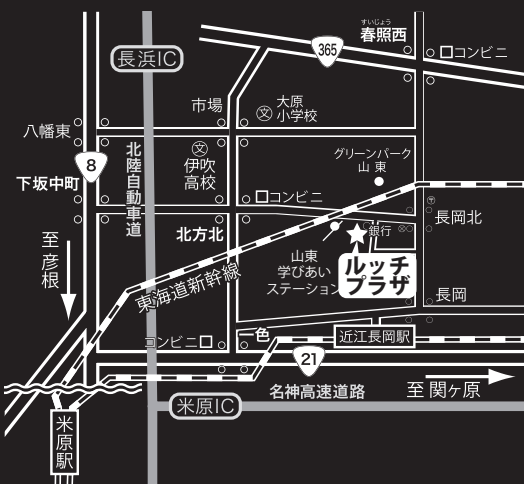 すいじょう
春照西
365
コンビニ
長浜IC
市場
大原
小学校
文
八幡東
文
伊吹
高校
グリーンパーク
山東
8
下坂中町
北陸自動車道
コンビニ
長岡北
銀行
北方北
至彦根
山東
学びあい
ステーション
ルッチ
プラザ
東海道新幹線
長岡
コンビニ
一色
近江長岡駅
21
名神高速道路
至関ヶ原
米原IC
米原駅